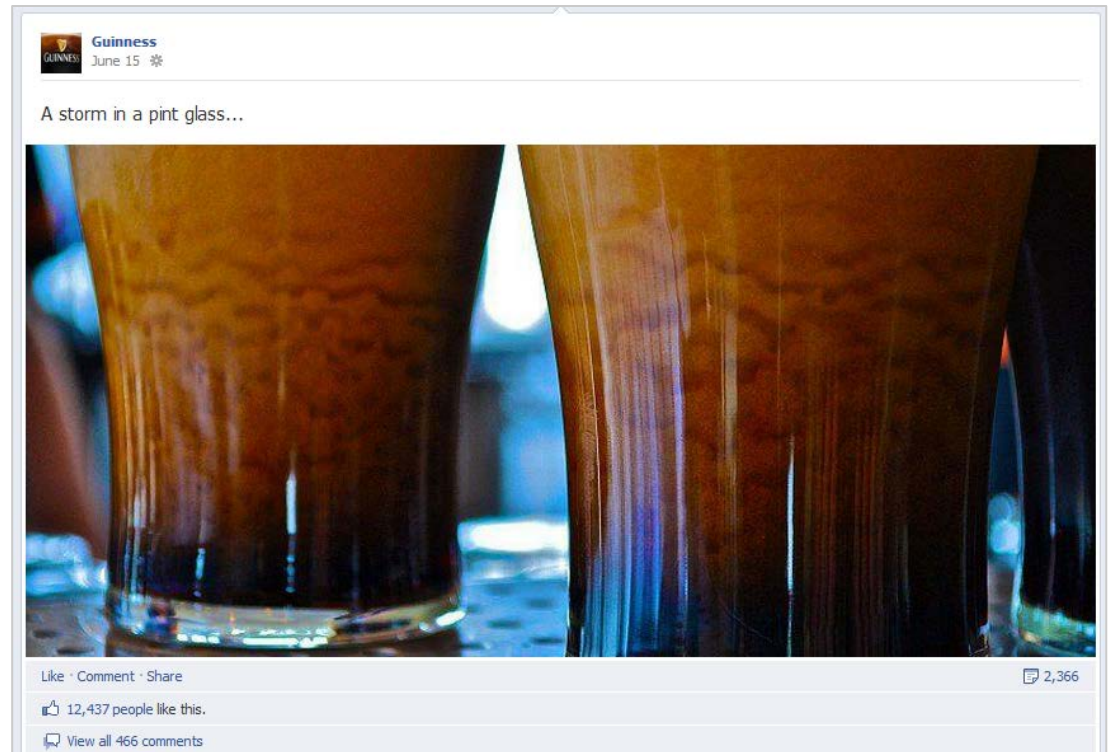 GUINNESS
Guinness
June 15
A storm in a pint glass...
Like · Comment · Share
2,366
12,437 people like this.
View all 466 comments